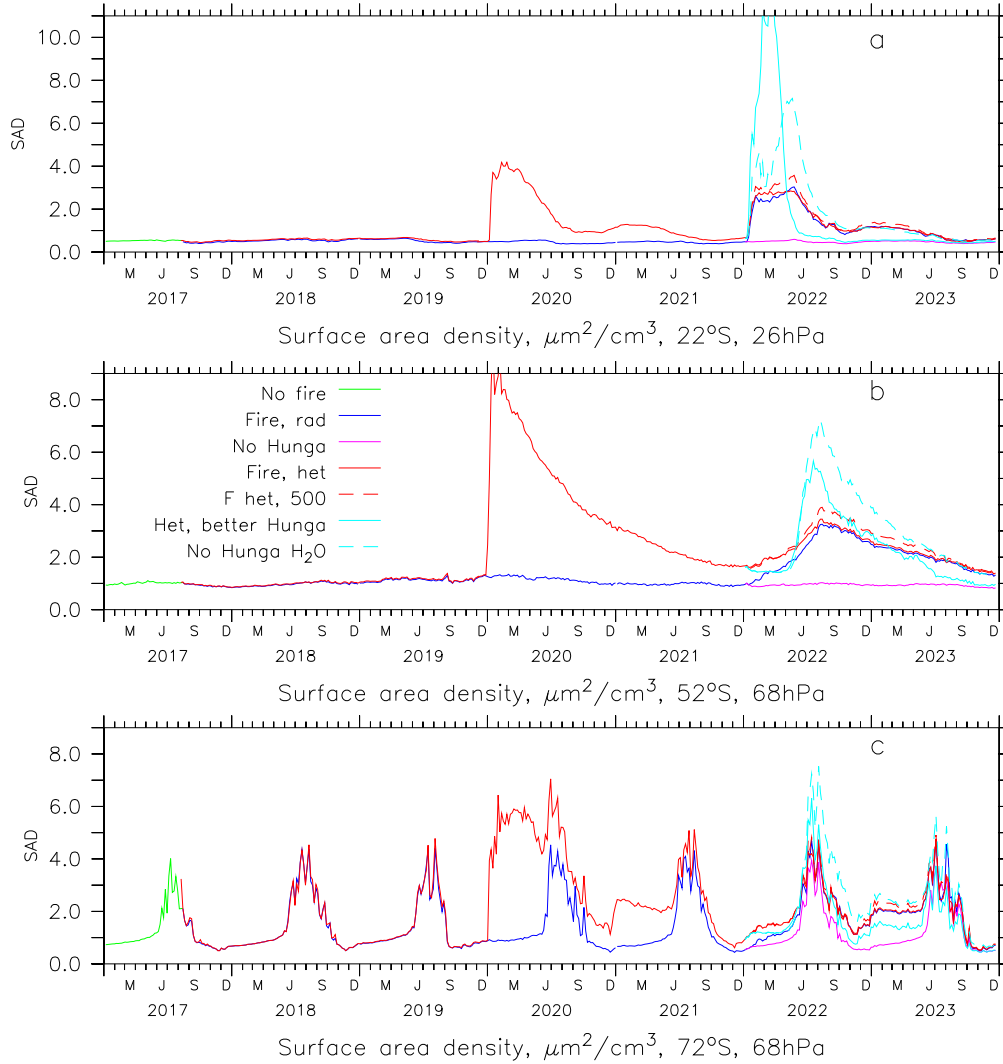 a
10.0
8.0
6.0
4.0
2.0
0.0
SAD
M J S D M J S D M J S D M J S D M J S D M J S D M J S D
2017 2018 2019 2020 2021 2022 2023
Surface area density, μm²/cm³, 22°S, 26hPa
b
8.0
6.0
4.0
2.0
0.0
SAD
No fire
Fire, rad
No Hunga
Fire, het
F het, 500
Het, better Hunga
No Hunga H₂O
M J S D M J S D M J S D M J S D M J S D M J S D M J S D
2017 2018 2019 2020 2021 2022 2023
Surface area density, μm²/cm³, 52°S, 68hPa
c
8.0
6.0
4.0
2.0
0.0
SAD
M J S D M J S D M J S D M J S D M J S D M J S D M J S D
2017 2018 2019 2020 2021 2022 2023
Surface area density, μm²/cm³, 72°S, 68hPa